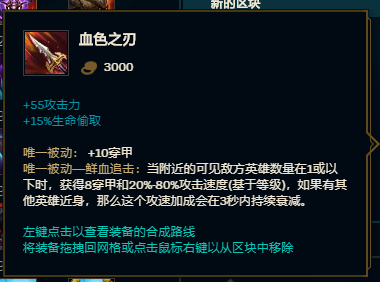 新的区块
血色之刃
3000
+55攻击力
+15%生命偷取
唯一被动： +10穿甲
唯一被动—鲜血追击：当附近的可见敌方英雄数量在1或以
下时，获得8穿甲和20%-80%攻击速度(基于等级)，如果有其
他英雄近身，那么这个攻速加成会在3秒内持续衰减。
左键点击以查看装备的合成路线
将装备拖拽回网格或点击鼠标右键以从区块中移除